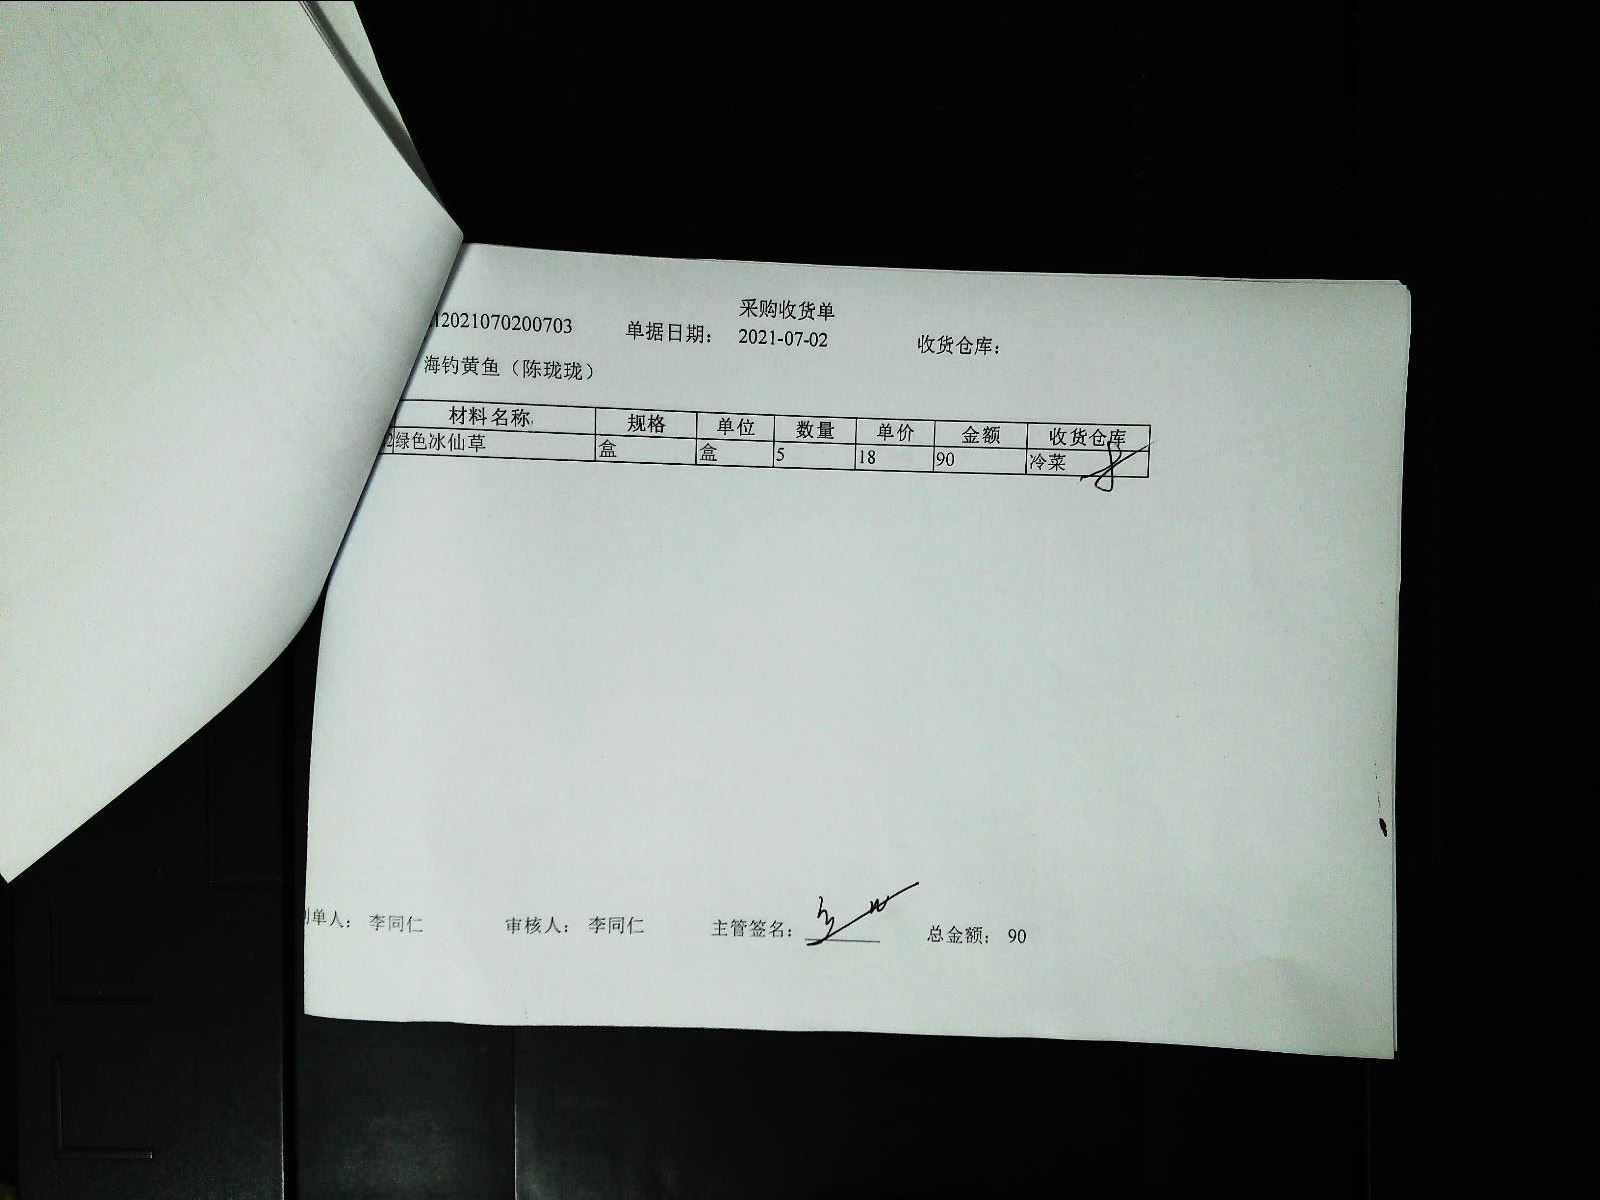 采购收货单
2021070200703 单据日期： 2021-07-02 收货仓库：
海钓黄鱼（陈珑珑）
材料名称 规格 单位 数量 单价 金额 收货仓库
2 绿色冰仙草 盒 盒 5 18 90 冷菜
单人： 李同仁 审核人： 李同仁 主管签名： 总金额： 90